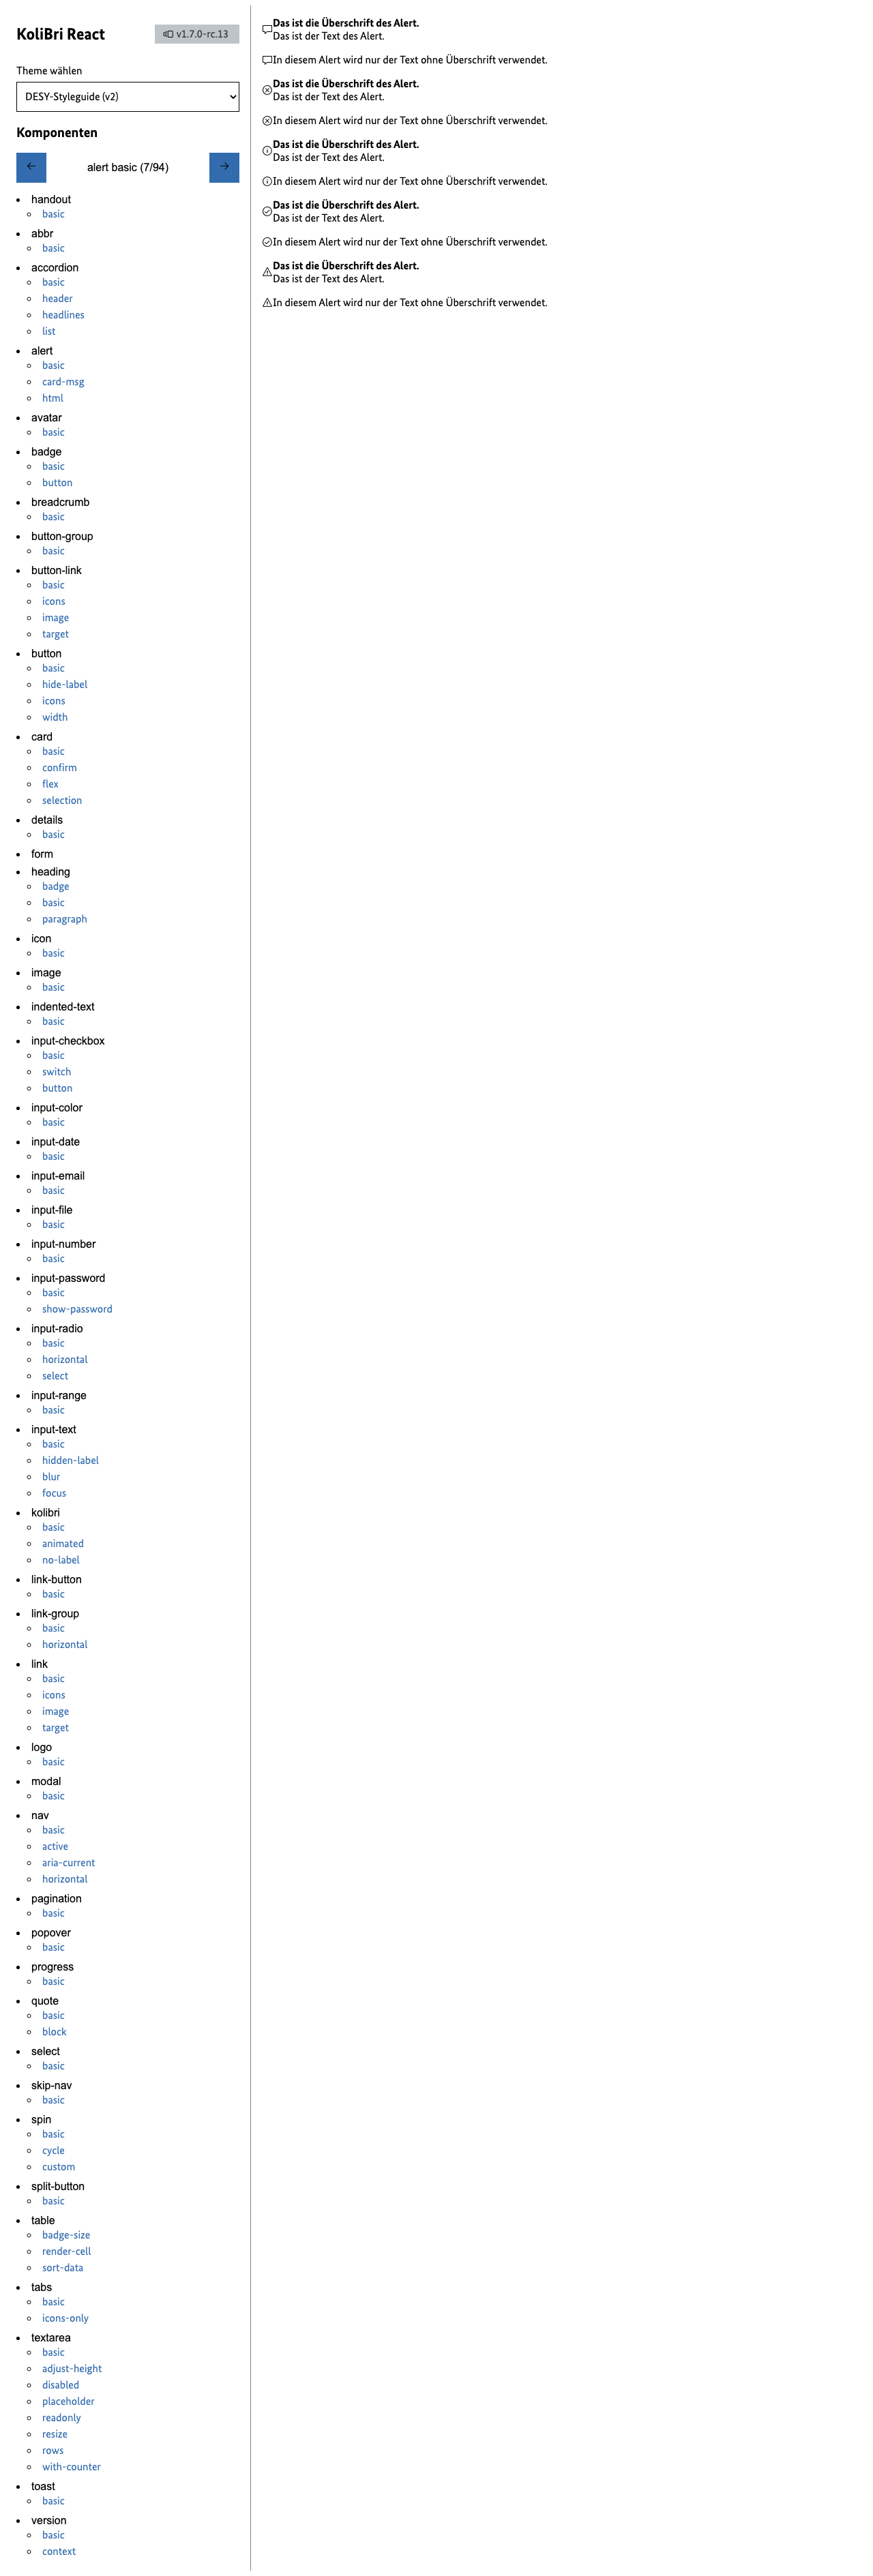 KoliBri React
v1.7.0-rc.13
Theme wählen
DESY-Styleguide (v2)
Komponenten
alert basic (7/94)
handout
basic
abbr
basic
accordion
basic
header
headlines
list
alert
basic
card-msg
html
avatar
basic
badge
basic
button
breadcrumb
basic
button-group
basic
button-link
basic
icons
image
target
button
basic
hide-label
icons
width
card
basic
confirm
flex
selection
details
basic
form
heading
badge
basic
paragraph
icon
basic
image
basic
indented-text
basic
input-checkbox
basic
switch
button
input-color
basic
input-date
basic
input-email
basic
input-file
basic
input-number
basic
input-password
basic
show-password
input-radio
basic
horizontal
select
input-range
basic
input-text
basic
hidden-label
blur
focus
kolibri
basic
animated
no-label
link-button
basic
link-group
basic
horizontal
link
basic
icons
image
target
logo
basic
modal
basic
nav
basic
active
aria-current
horizontal
pagination
basic
popover
basic
progress
basic
quote
basic
block
select
basic
skip-nav
basic
spin
basic
cycle
custom
split-button
basic
table
badge-size
render-cell
sort-data
tabs
basic
icons-only
textarea
basic
adjust-height
disabled
placeholder
readonly
resize
rows
with-counter
toast
basic
version
basic
context
Das ist die Überschrift des Alert.
Das ist der Text des Alert.
In diesem Alert wird nur der Text ohne Überschrift verwendet.
Das ist die Überschrift des Alert.
Das ist der Text des Alert.
In diesem Alert wird nur der Text ohne Überschrift verwendet.
Das ist die Überschrift des Alert.
Das ist der Text des Alert.
In diesem Alert wird nur der Text ohne Überschrift verwendet.
Das ist die Überschrift des Alert.
Das ist der Text des Alert.
In diesem Alert wird nur der Text ohne Überschrift verwendet.
Das ist die Überschrift des Alert.
Das ist der Text des Alert.
In diesem Alert wird nur der Text ohne Überschrift verwendet.